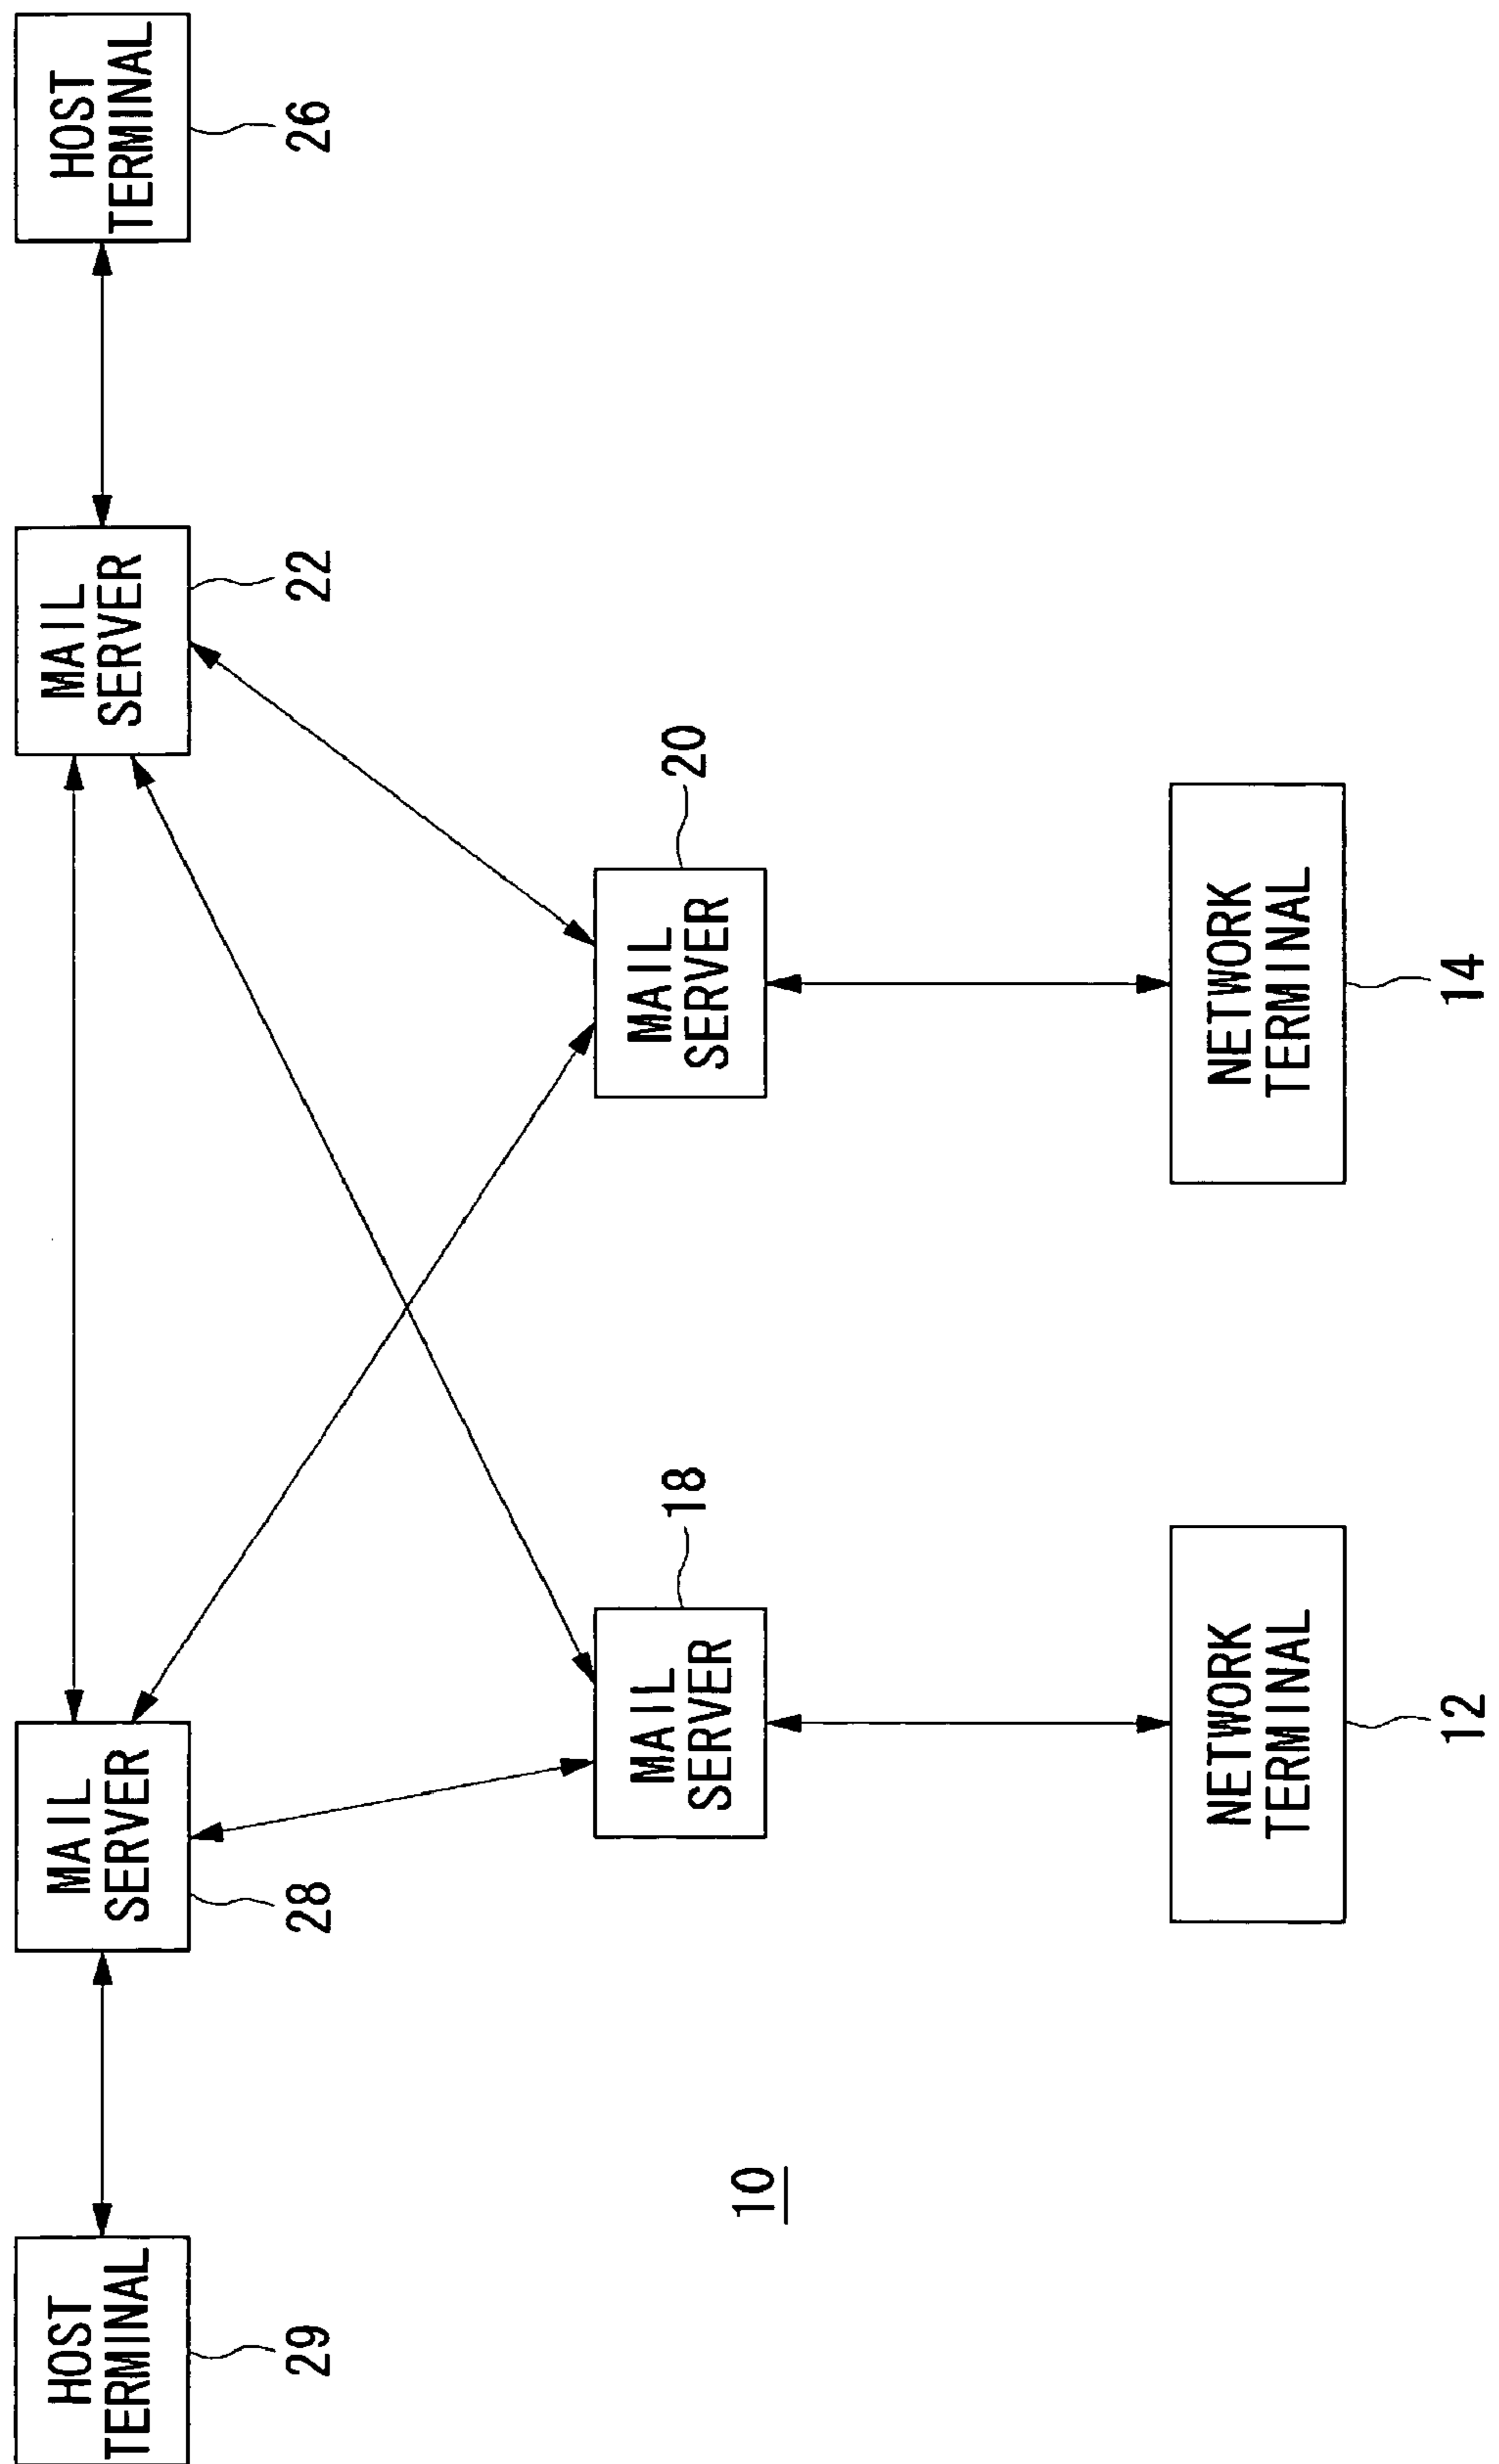 HOST
TERMINAL
29
MAIL
SERVER
28
MAIL
SERVER
22
HOST
TERMINAL
26
MAIL
SERVER
18
MAIL
SERVER
20
10
NETWORK
TERMINAL
12
NETWORK
TERMINAL
14